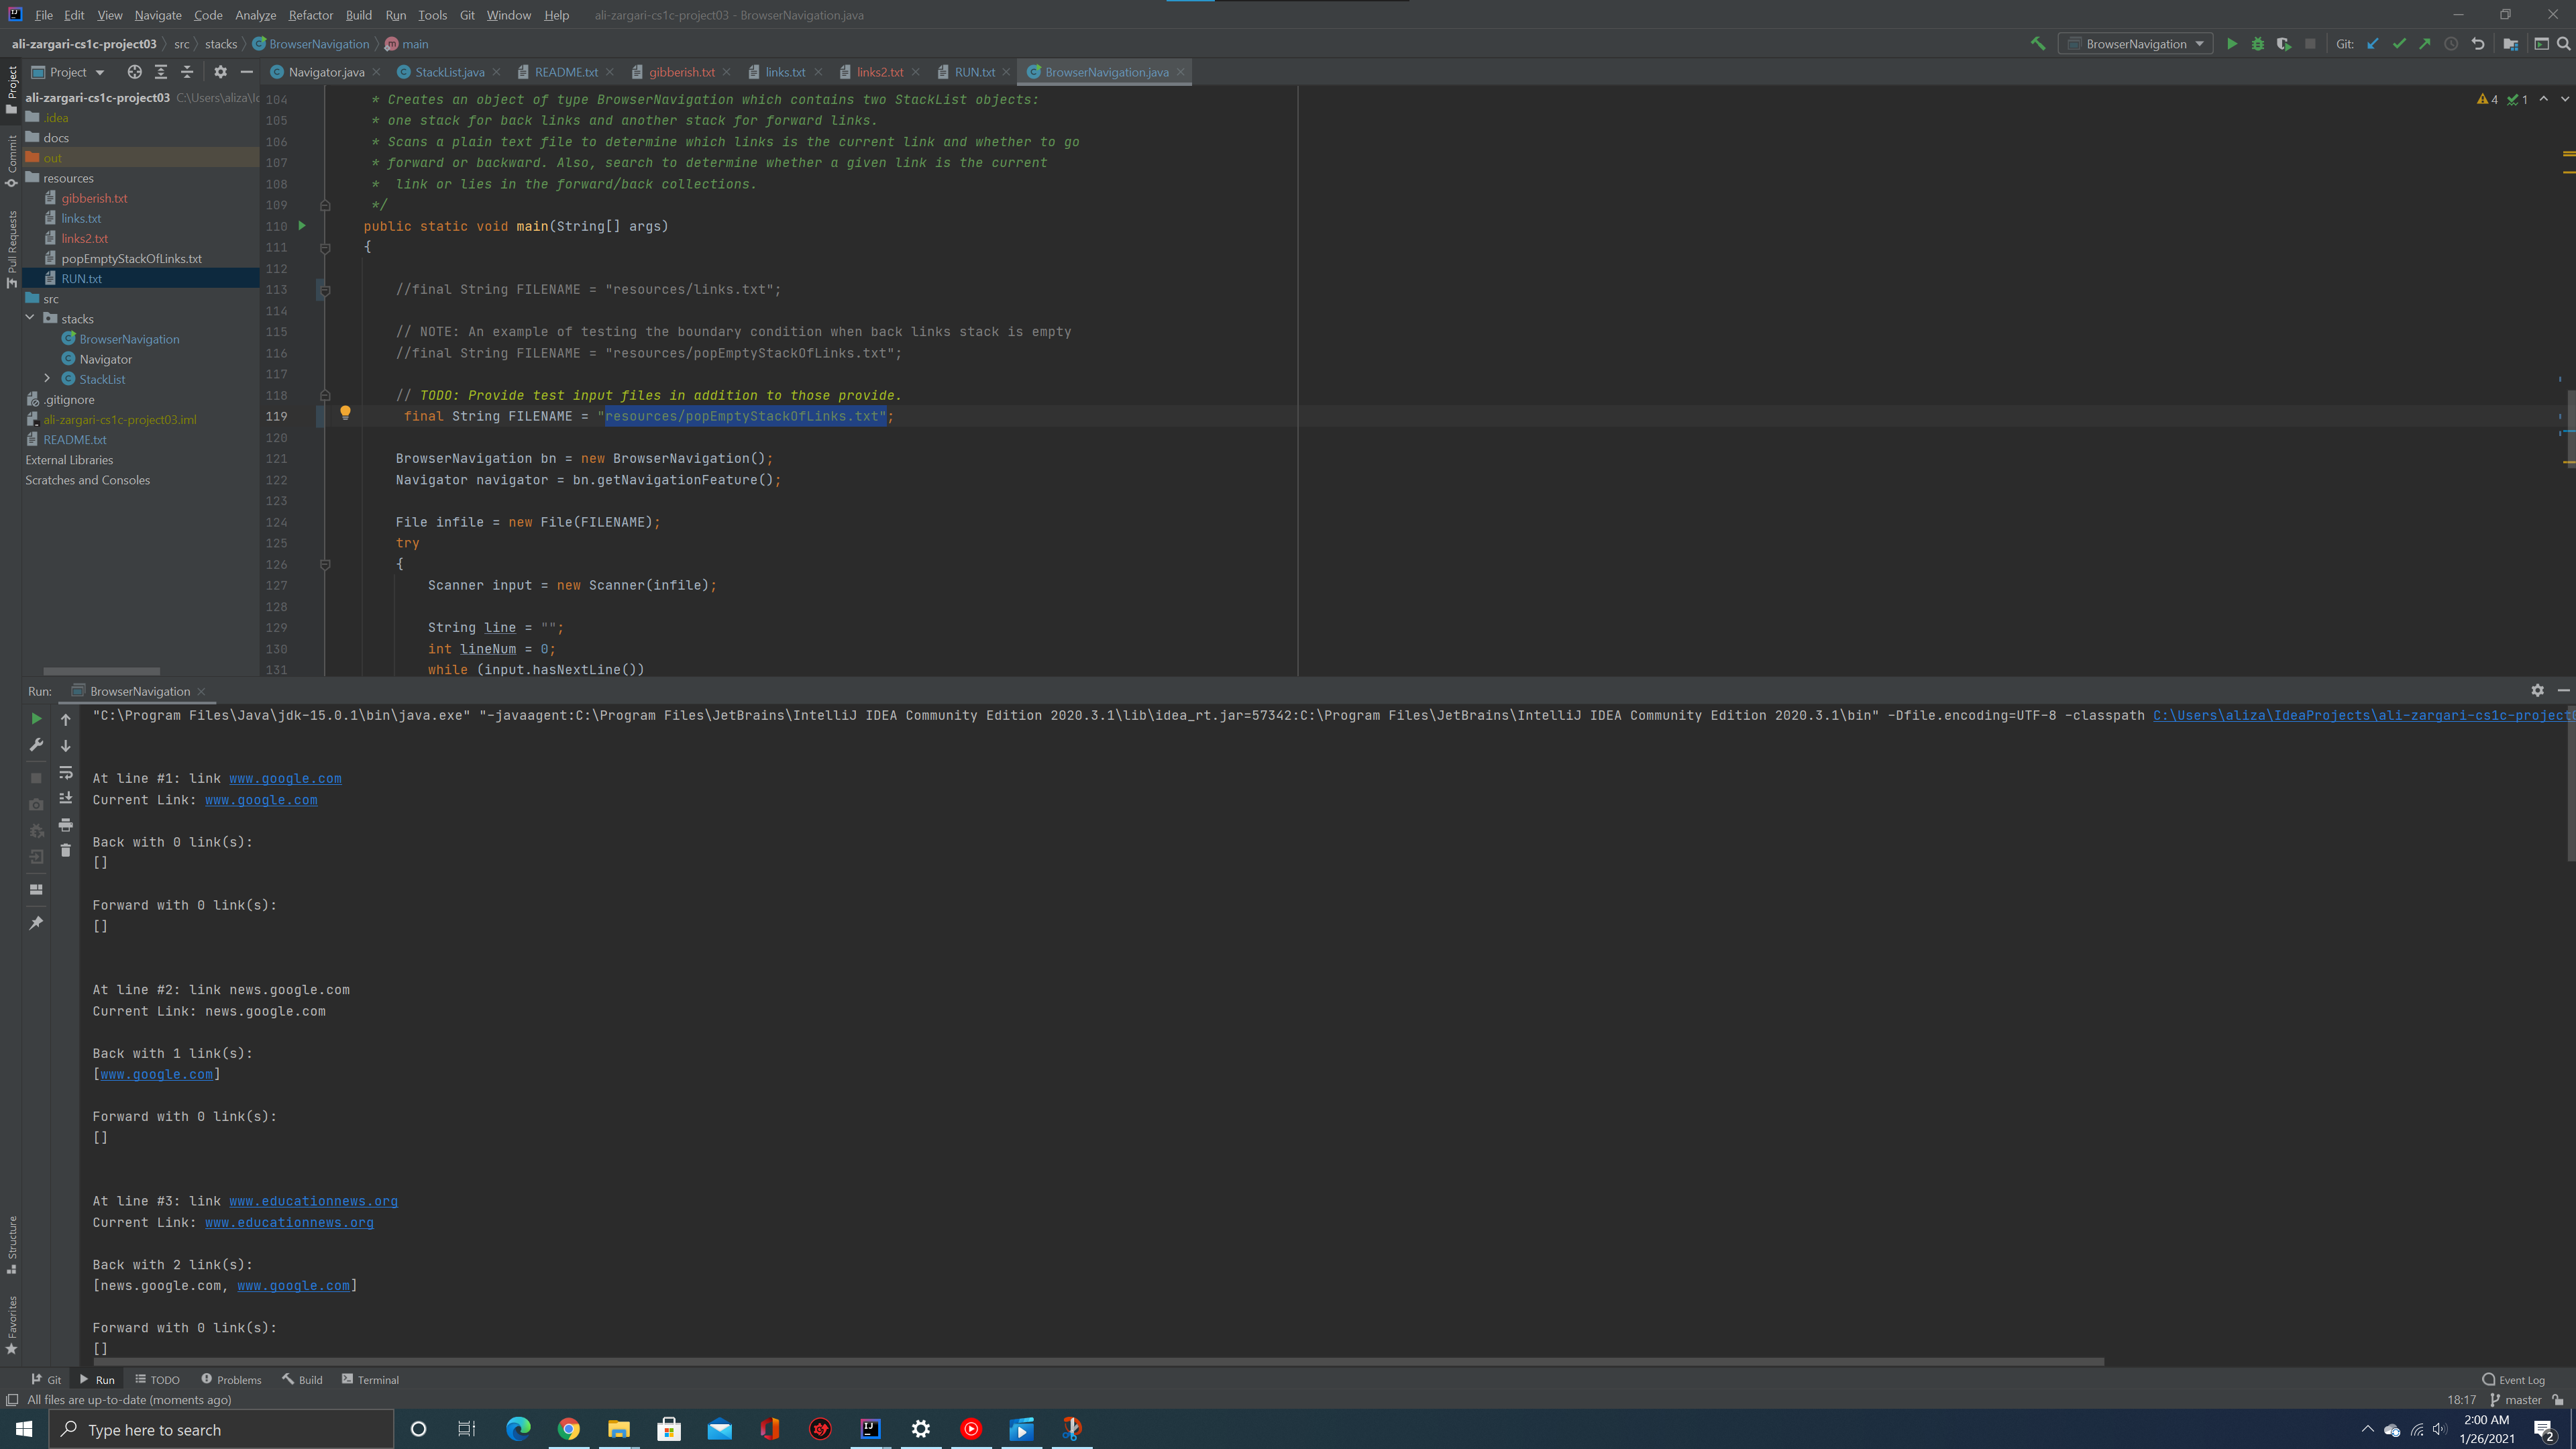 File Edit View Navigate Code Analyze Refactor Build Run Tools Git Window Help ali-zargari-cs1c-project03 - BrowserNavigation.java
ali-zargari-cs1c-project03 src stacks BrowserNavigation main BrowserNavigation Git:
Project Navigator.java StackList.java README.txt gibberish.txt links.txt links2.txt RUN.txt BrowserNavigation.java
Project
Commit
Pull Requests
ali-zargari-cs1c-project03 C:\Users\aliza\Ic
.idea
docs
out
resources
gibberish.txt
links.txt
links2.txt
popEmptyStackOfLinks.txt
RUN.txt
src
stacks
BrowserNavigation
Navigator
StackList
.gitignore
ali-zargari-cs1c-project03.iml
README.txt
External Libraries
Scratches and Consoles
4 1
104 * Creates an object of type BrowserNavigation which contains two StackList objects:
105 * one stack for back links and another stack for forward links.
106 * Scans a plain text file to determine which links is the current link and whether to go
107 * forward or backward. Also, search to determine whether a given link is the current
108 *  link or lies in the forward/back collections.
109 */
110 public static void main(String[] args)
111 {
112
113 //final String FILENAME = "resources/links.txt";
114
115 // NOTE: An example of testing the boundary condition when back links stack is empty
116 //final String FILENAME = "resources/popEmptyStackOfLinks.txt";
117
118 // TODO: Provide test input files in addition to those provide.
119 final String FILENAME = "resources/popEmptyStackOfLinks.txt";
120
121 BrowserNavigation bn = new BrowserNavigation();
122 Navigator navigator = bn.getNavigationFeature();
123
124 File infile = new File(FILENAME);
125 try
126 {
127 Scanner input = new Scanner(infile);
128
129 String line = "";
130 int lineNum = 0;
131 while (input.hasNextLine())
Run: BrowserNavigation
"C:\Program Files\Java\jdk-15.0.1\bin\java.exe" "-javaagent:C:\Program Files\JetBrains\IntelliJ IDEA Community Edition 2020.3.1\lib\idea_rt.jar=57342:C:\Program Files\JetBrains\IntelliJ IDEA Community Edition 2020.3.1\bin" -Dfile.encoding=UTF-8 -classpath C:\Users\aliza\IdeaProjects\ali-zargari-cs1c-project0
At line #1: link www.google.com
Current Link: www.google.com
Back with 0 link(s):
[]
Forward with 0 link(s):
[]
At line #2: link news.google.com
Current Link: news.google.com
Back with 1 link(s):
[www.google.com]
Forward with 0 link(s):
[]
At line #3: link www.educationnews.org
Current Link: www.educationnews.org
Back with 2 link(s):
[news.google.com, www.google.com]
Forward with 0 link(s):
[]
Structure
Favorites
Git Run TODO Problems Build Terminal Event Log
All files are up-to-date (moments ago) 18:17 master
Type here to search
2:00 AM
1/26/2021
2